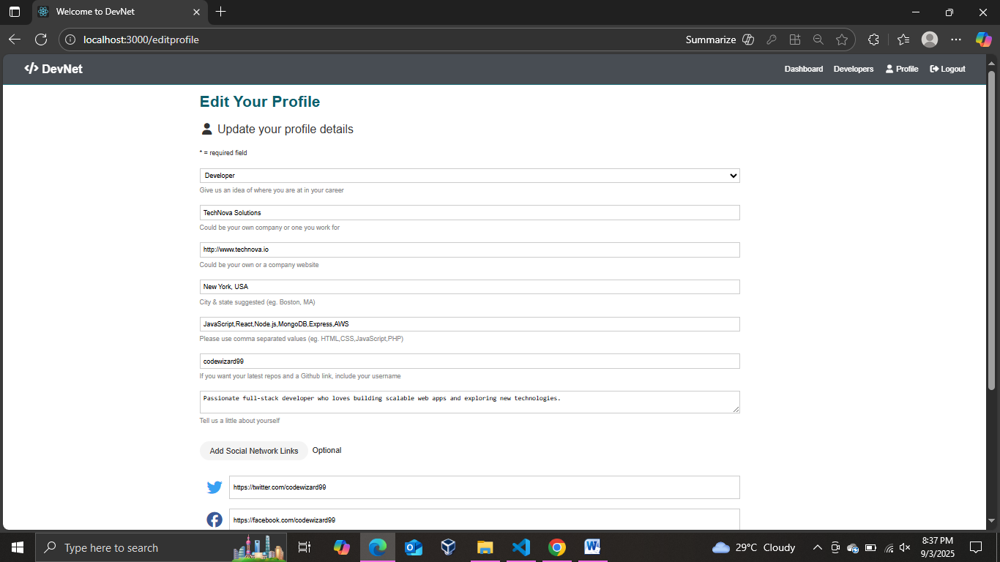 Welcome to DevNet
localhost:3000/editprofile
Summarize
DevNet
Dashboard
Developers
Profile
Logout
Edit Your Profile
Update your profile details
* = required field
Developer
Give us an idea of where you are at in your career
TechNova Solutions
Could be your own company or one you work for
http://www.technova.io
Could be your own or a company website
New York, USA
City & state suggested (eg. Boston, MA)
JavaScript,React,Node.js,MongoDB,Express,AWS
Please use comma separated values (eg. HTML,CSS,JavaScript,PHP)
codewizard99
If you want your latest repos and a Github link, include your username
Passionate full-stack developer who loves building scalable web apps and exploring new technologies.
Tell us a little about yourself
Add Social Network Links
Optional
https://twitter.com/codewizard99
https://facebook.com/codewizard99
Type here to search
29°C Cloudy
8:37 PM
9/3/2025